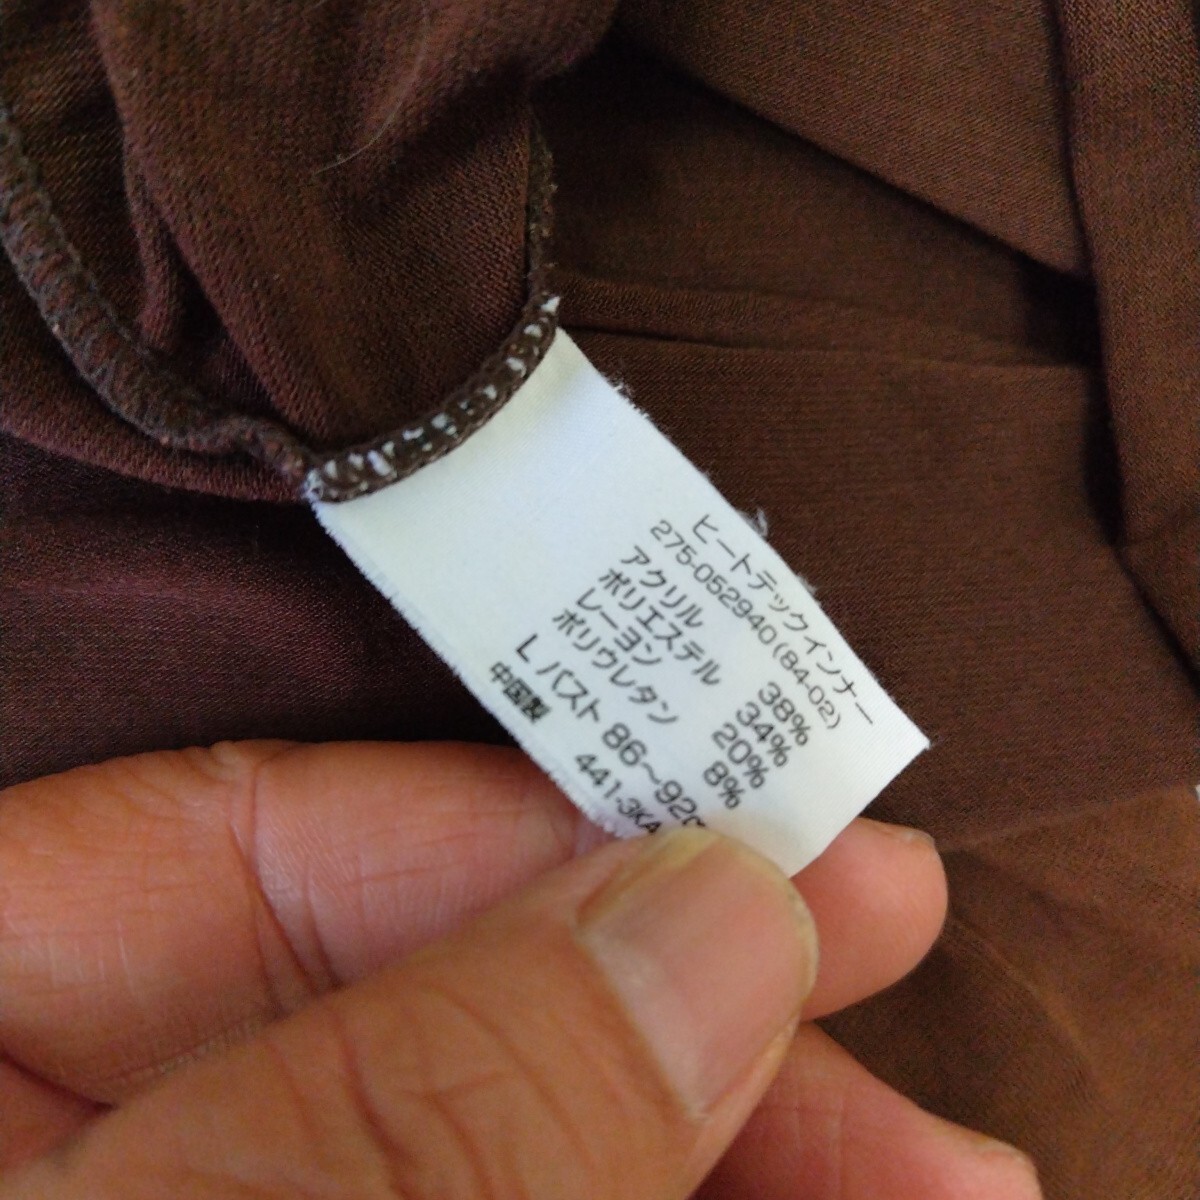 ヒートテックインナー
275-052940(84-02)
アクリル 38%
ポリエステル 34%
レーヨン 20%
ポリウレタン 8%
L バスト 86～92c
中国製 441-3KA